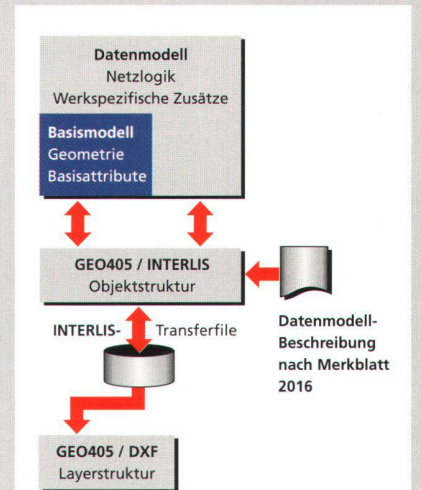 Datenmodell
Netzlogik
Werkspezifische Zusätze
Basismodell
Geometrie
Basisattribute
GEO405 / INTERLIS
Objektstruktur
INTERLIS- Transferfile
Datenmodell-
Beschreibung
nach Merkblatt
2016
GEO405 / DXF
Layerstruktur